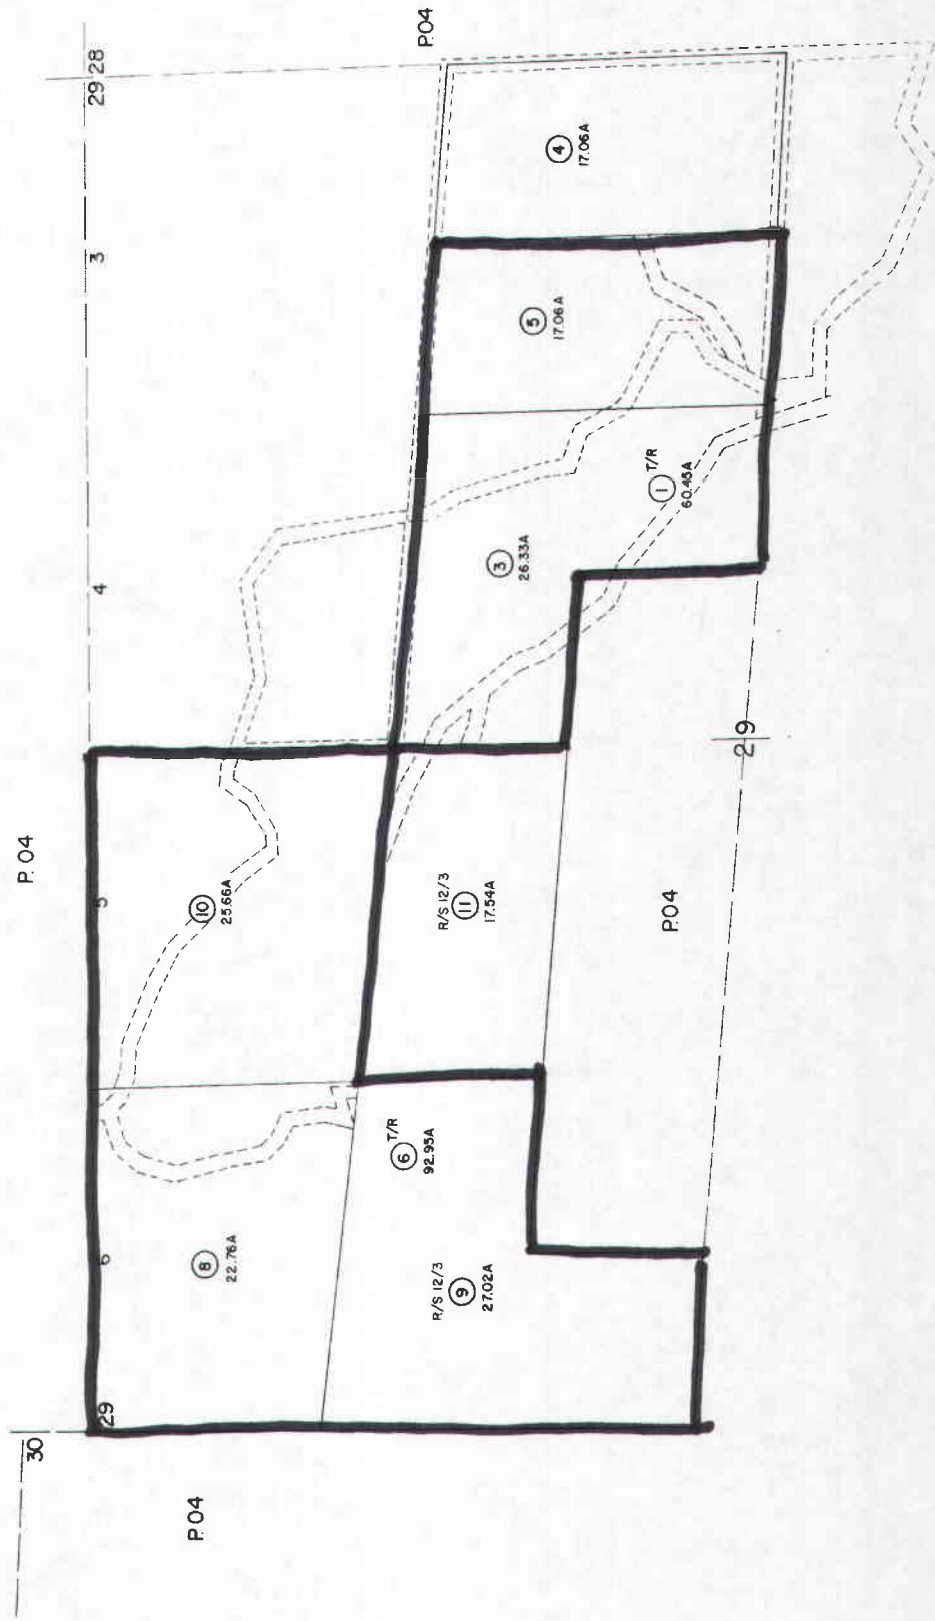 30
29
P.04
P.04
6
5
4
3
29 28
P.04
8
22.76A
10
25.66A
R/S 12/3
9
27.02A
T/R
6
92.95A
R/S 12/3
11
17.54A
3
26.33A
T/R
1
60.45A
5
17.06A
4
17.06A
P.04
29